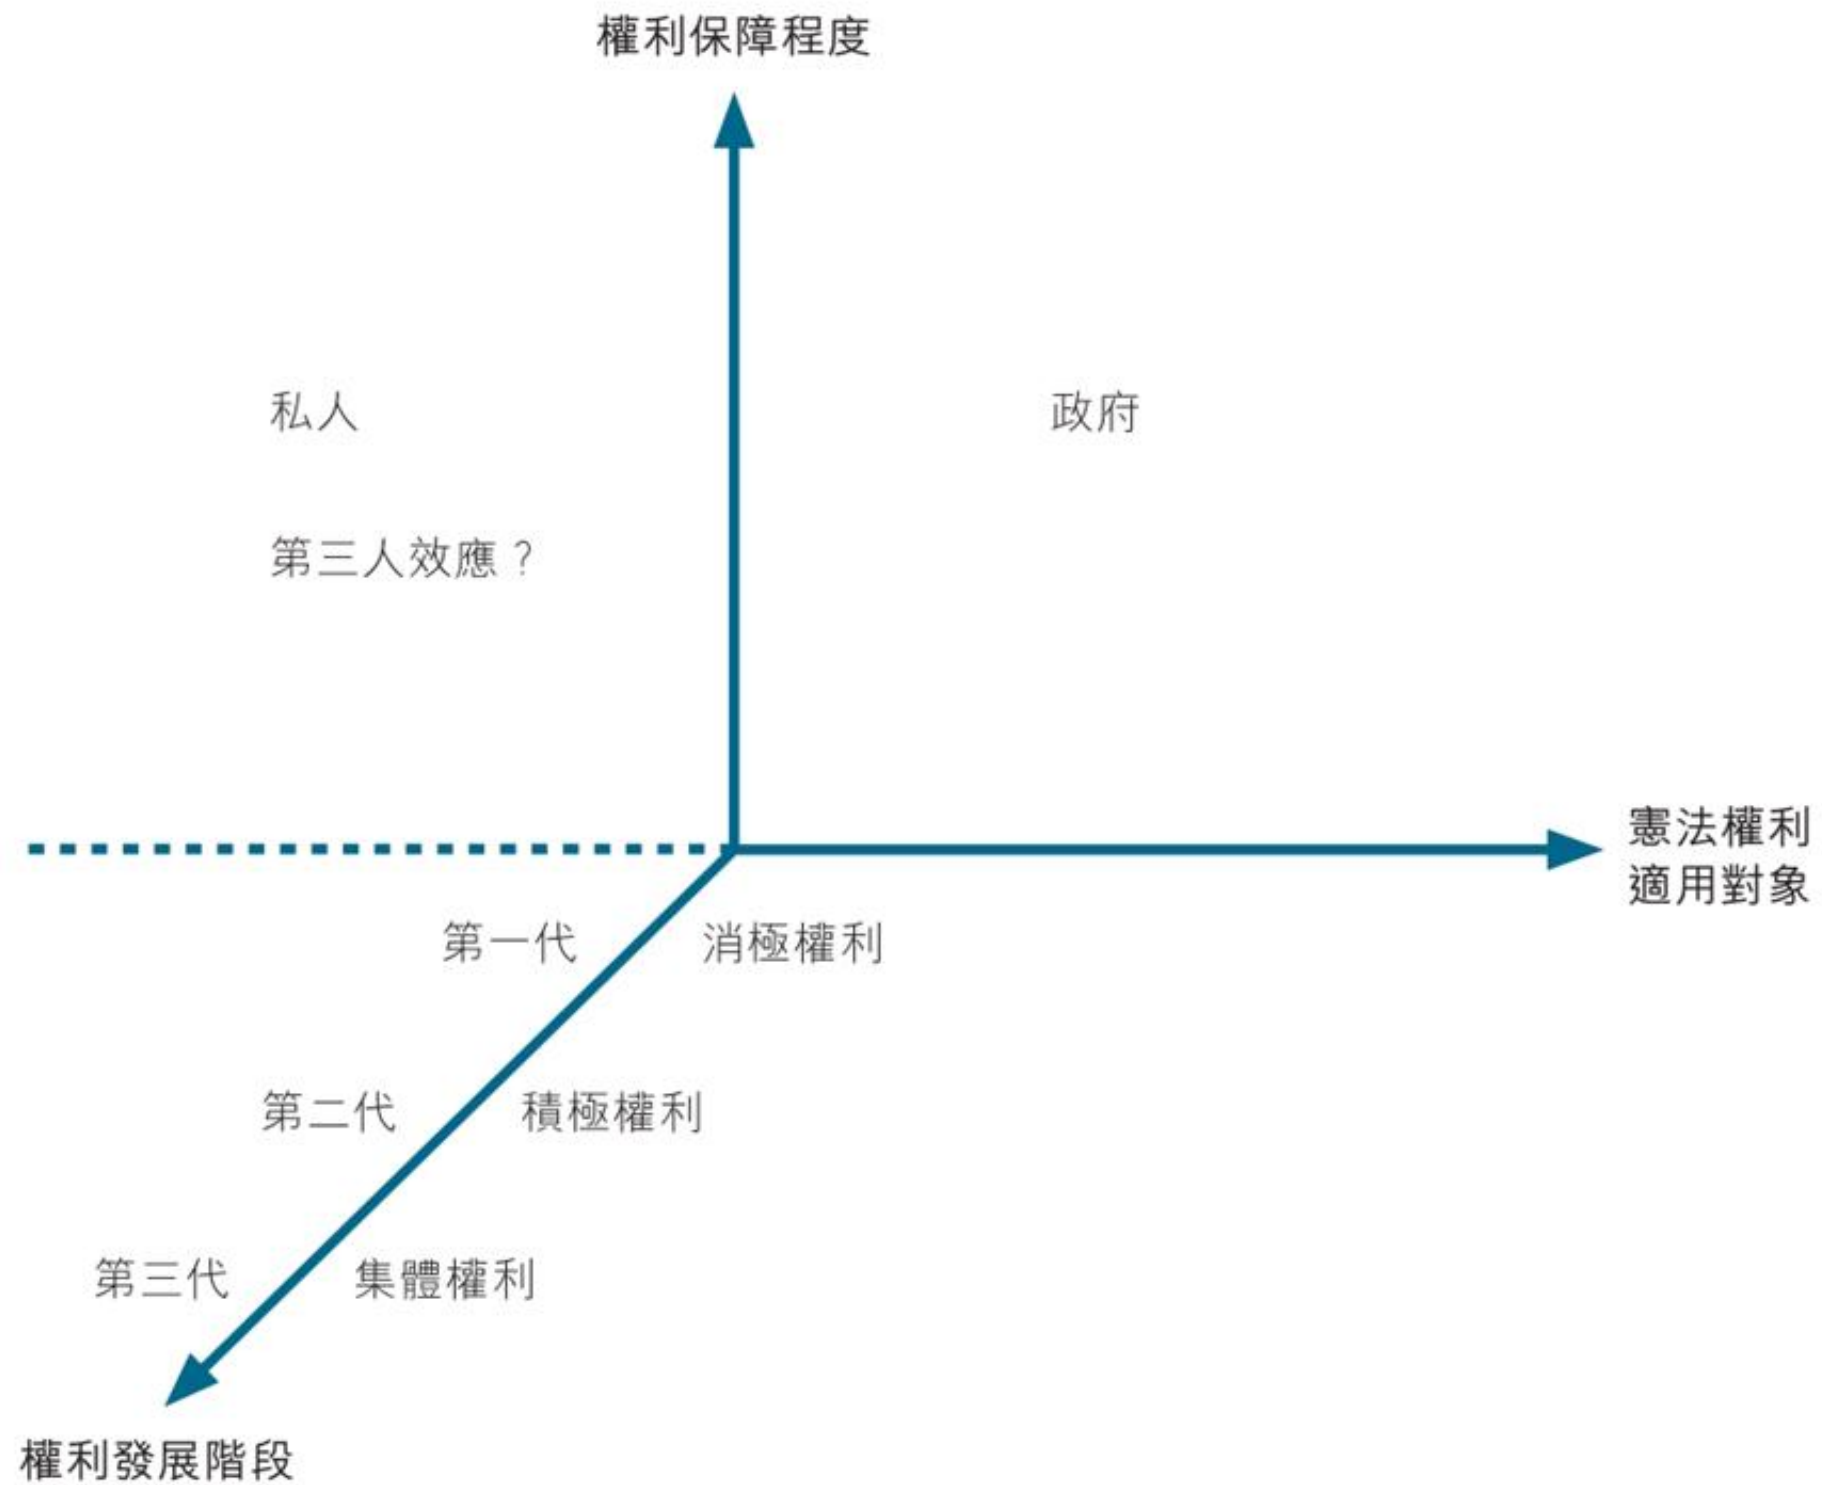 權利保障程度
私人
政府
第三人效應？
憲法權利
適用對象
第一代
消極權利
第二代
積極權利
第三代
集體權利
權利發展階段